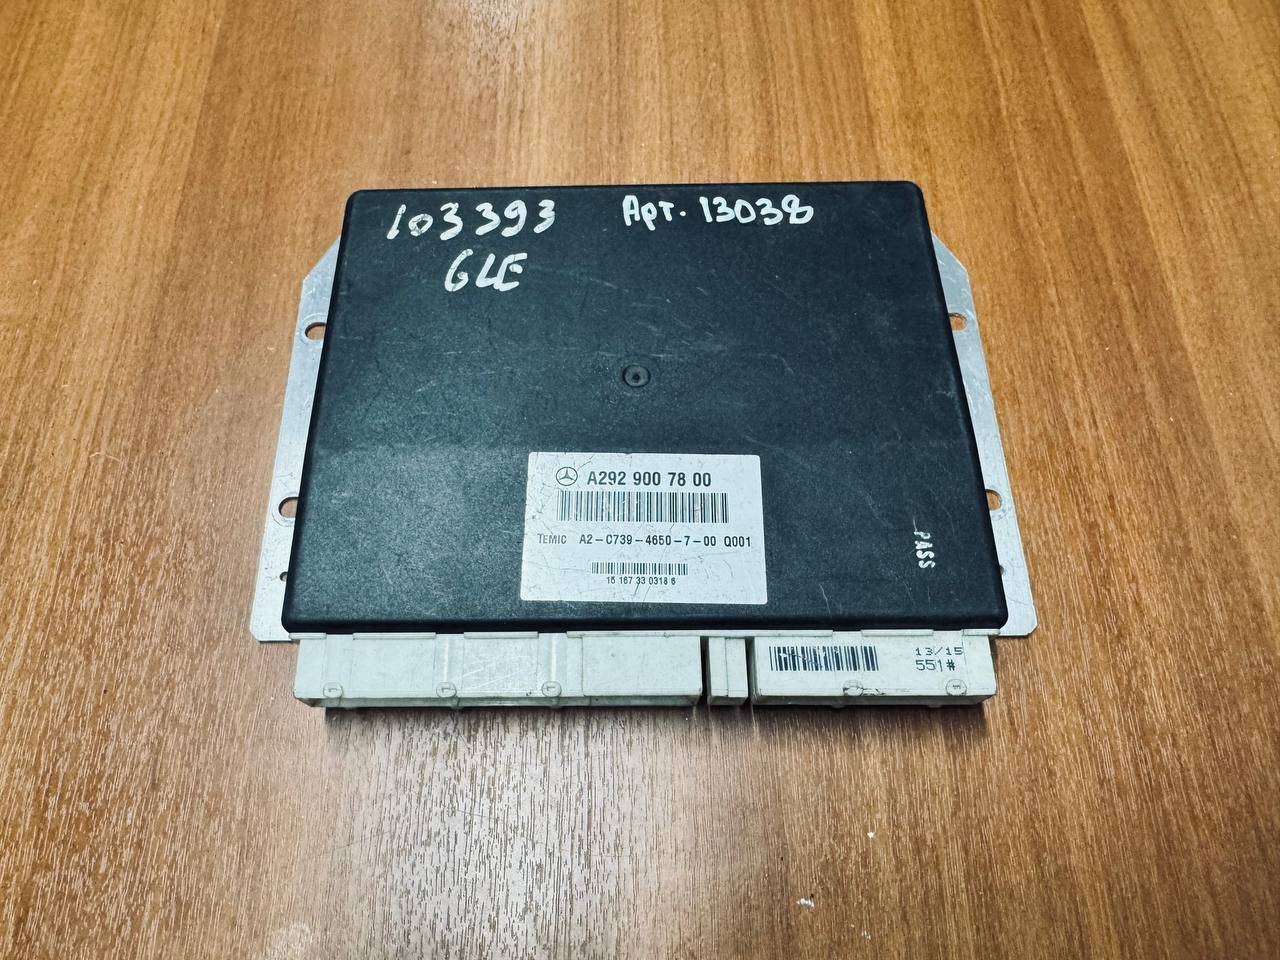 103393 Арт. 13038
GLE
A292 900 78 00
TEMIC A2-C739-4650-7-00 Q001
15 167 33 0318 6
PASS
13/15
551#